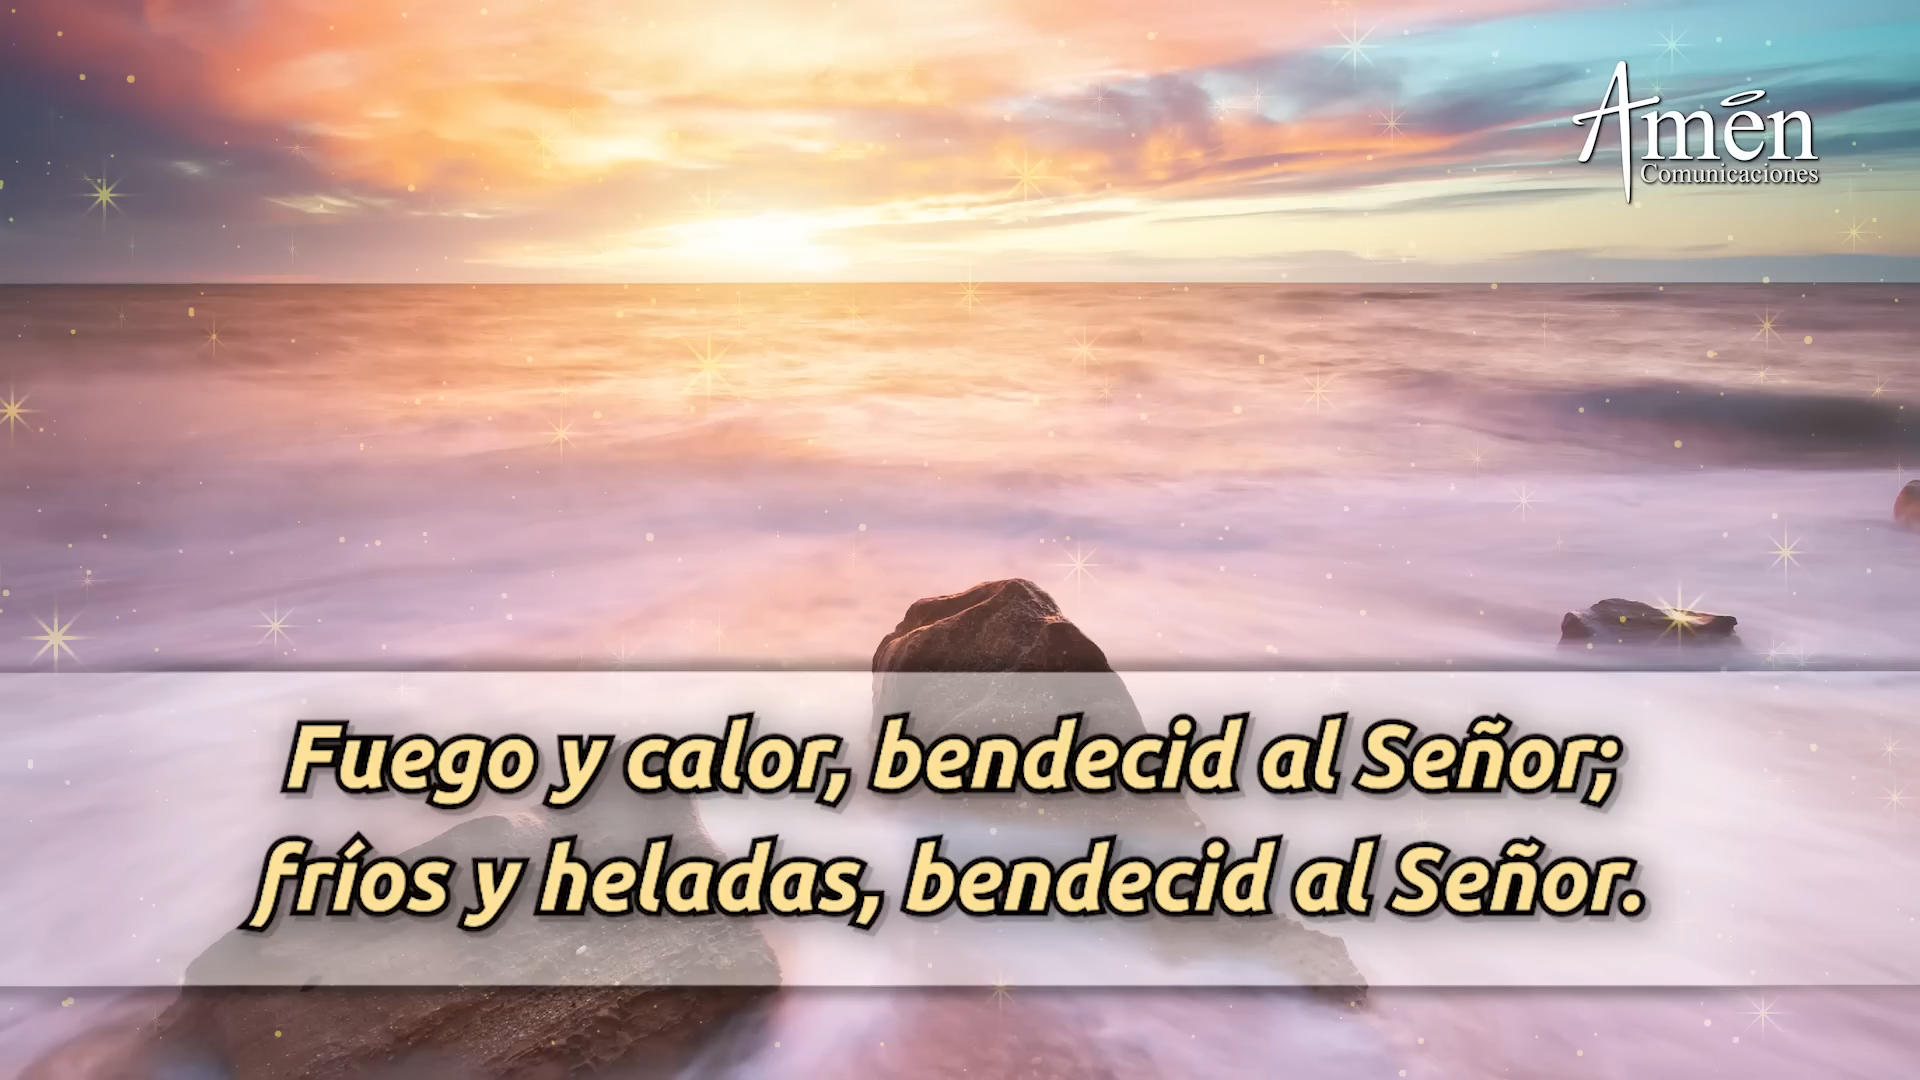 Amén
Comunicaciones
Fuego y calor, bendecid al Señor;
fríos y heladas, bendecid al Señor.